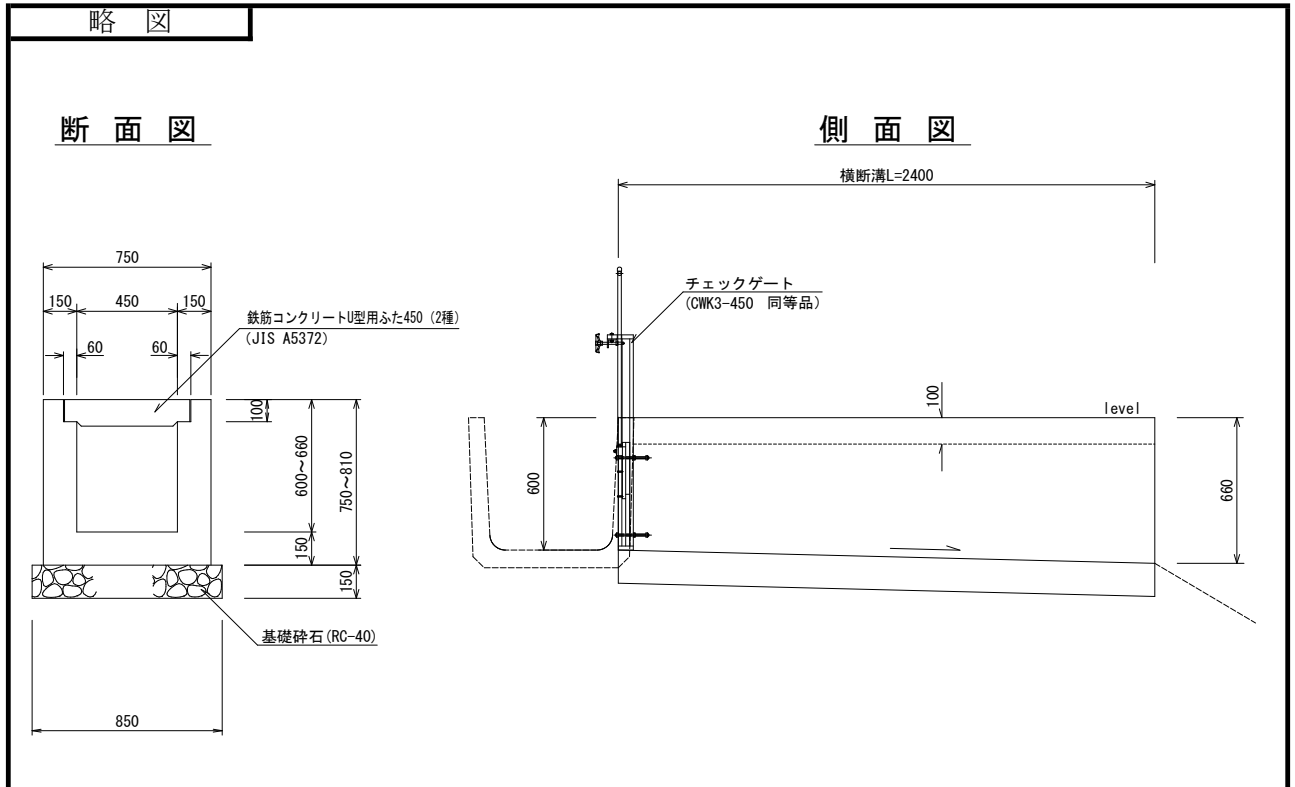 略 図
断 面 図
側 面 図
横断溝L=2400
750
150 450 150
鉄筋コンクリートU型用ふた450 (2種)
(JIS A5372)
60 60
100
600~660
750~810
150
150
基礎砕石(RC-40)
850
チェックゲート
(CWK3-450 同等品)
100
level
600
660